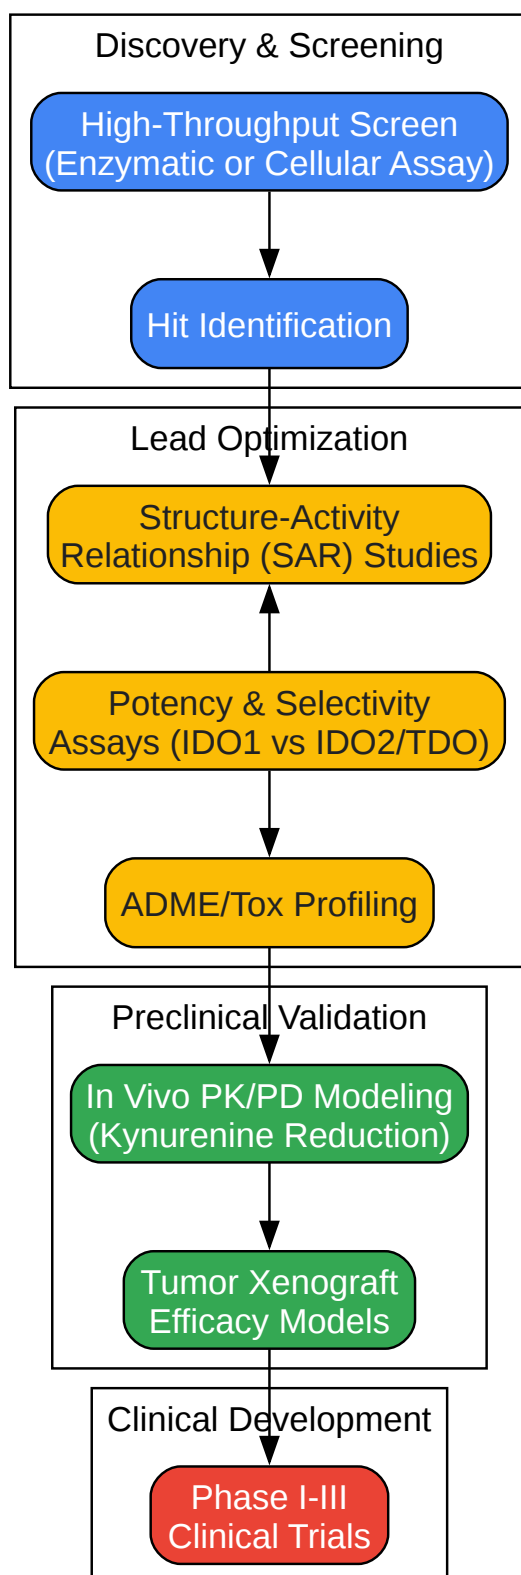 Discovery & Screening
High-Throughput Screen
(Enzymatic or Cellular Assay)
Hit Identification
Lead Optimization
Structure-Activity
Relationship (SAR) Studies
Potency & Selectivity
Assays (IDO1 vs IDO2/TDO)
ADME/Tox Profiling
Preclinical Validation
In Vivo PK/PD Modeling
(Kynurenine Reduction)
Tumor Xenograft
Efficacy Models
Clinical Development
Phase I-III
Clinical Trials